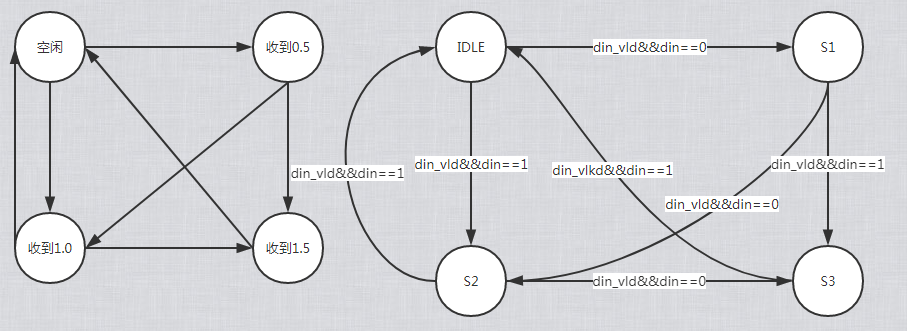 空闲
收到0.5
IDLE
din_vld&&din==0
S1
din_vld&&din==1
din_vld&&din==1
din_vlkd&&din==1
din_vld&&din==1
din_vld&&din==0
收到1.0
收到1.5
S2
din_vld&&din==0
S3